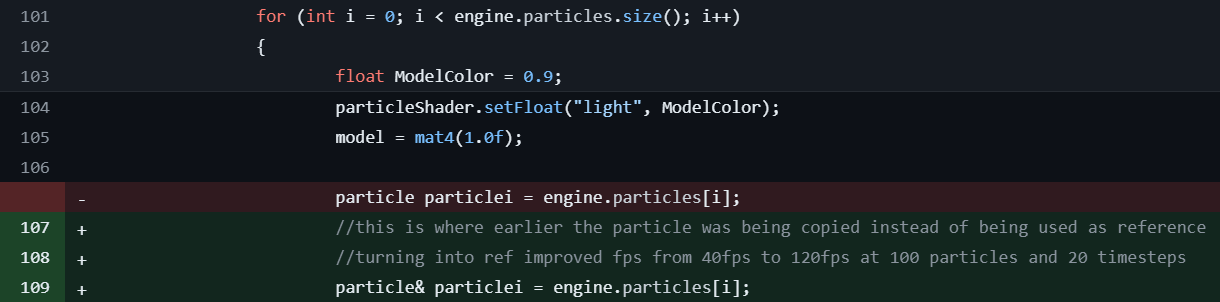 101 for (int i = 0; i < engine.particles.size(); i++)
102 {
103 float ModelColor = 0.9;
104 particleShader.setFloat("light", ModelColor);
105 model = mat4(1.0f);
106
- particle particlei = engine.particles[i];
107 + //this is where earlier the particle was being copied instead of being used as reference
108 + //turning into ref improved fps from 40fps to 120fps at 100 particles and 20 timesteps
109 + particle& particlei = engine.particles[i];